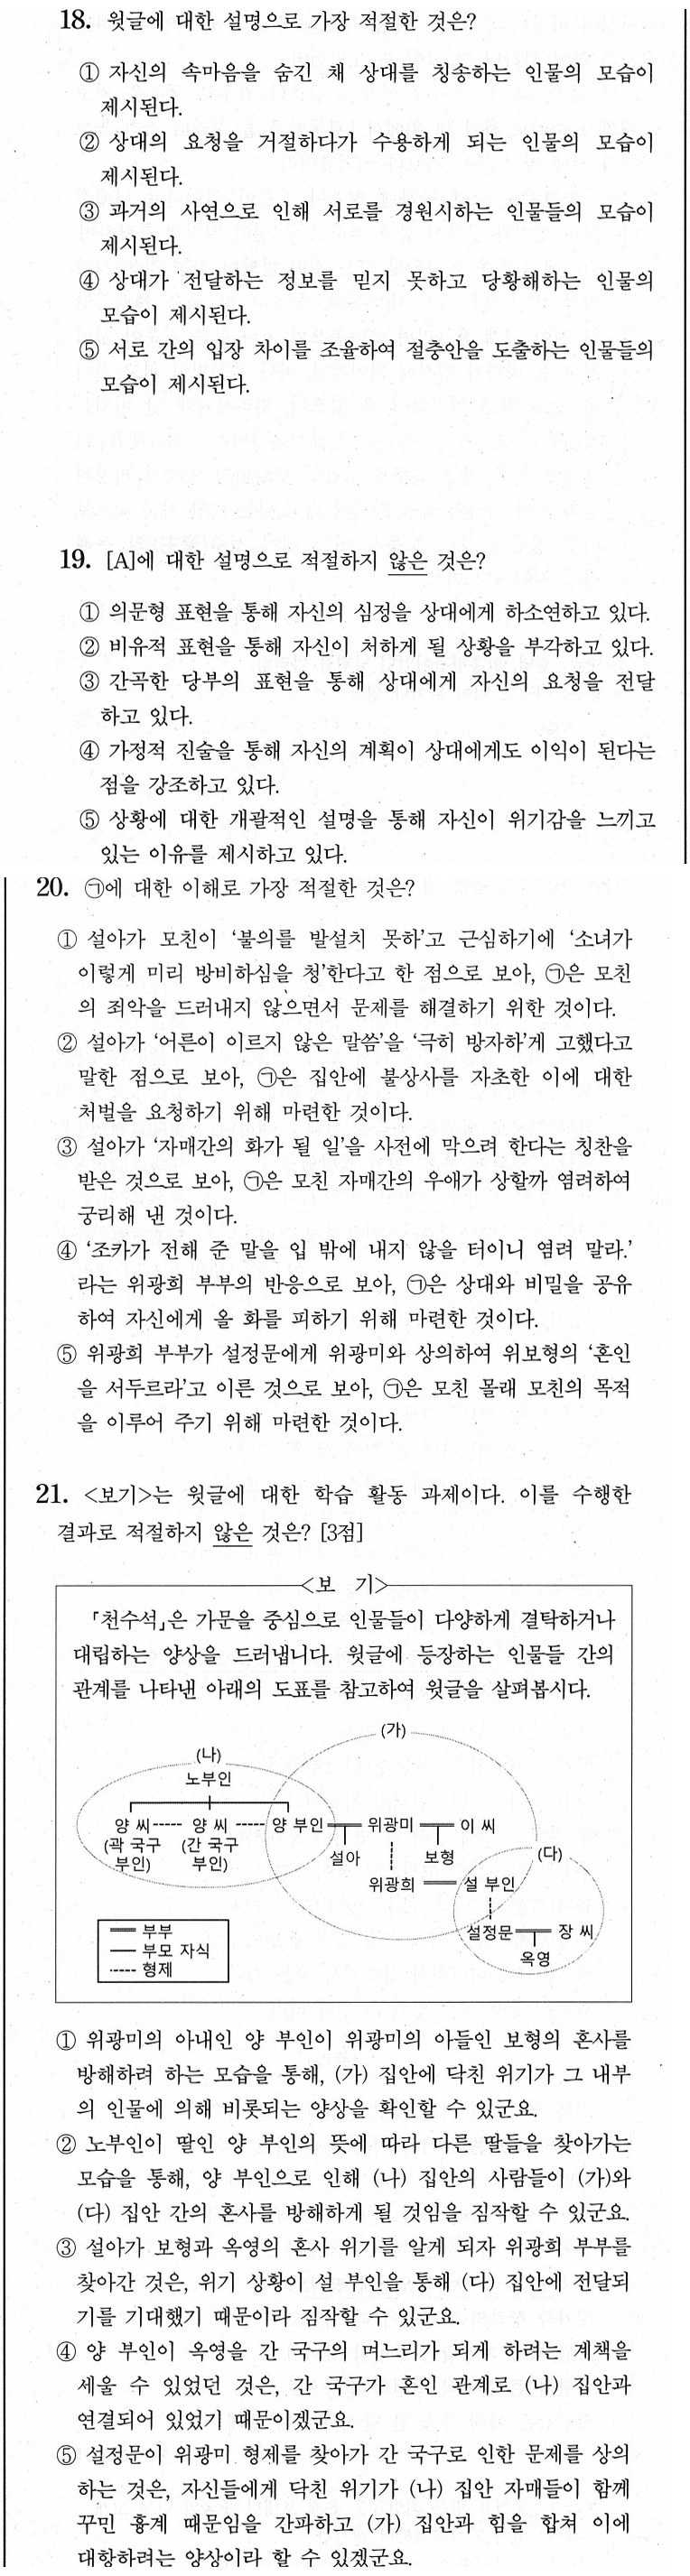 18. 윗글에 대한 설명으로 가장 적절한 것은?
① 자신의 속마음을 숨긴 채 상대를 칭송하는 인물의 모습이
제시된다.
② 상대의 요청을 거절하다가 수용하게 되는 인물의 모습이
제시된다.
③ 과거의 사연으로 인해 서로를 경원시하는 인물들의 모습이
제시된다.
④ 상대가 전달하는 정보를 믿지 못하고 당황해하는 인물의
모습이 제시된다.
⑤ 서로 간의 입장 차이를 조율하여 절충안을 도출하는 인물들의
모습이 제시된다.
19. [A]에 대한 설명으로 적절하지 않은 것은?
① 의문형 표현을 통해 자신의 심정을 상대에게 하소연하고 있다.
② 비유적 표현을 통해 자신이 처하게 될 상황을 부각하고 있다.
③ 간곡한 당부의 표현을 통해 상대에게 자신의 요청을 전달
하고 있다.
④ 가정적 진술을 통해 자신의 계획이 상대에게도 이익이 된다는
점을 강조하고 있다.
⑤ 상황에 대한 개괄적인 설명을 통해 자신이 위기감을 느끼고
있는 이유를 제시하고 있다.
20. ㉠에 대한 이해로 가장 적절한 것은?
① 설아가 모친이 ‘불의를 발설치 못하’고 근심하기에 ‘소녀가
이렇게 미리 방비하심을 청’한다고 한 점으로 보아, ㉠은 모친
의 죄악을 드러내지 않으면서 문제를 해결하기 위한 것이다.
② 설아가 ‘어른이 이르지 않은 말씀’을 ‘극히 방자하’게 고했다고
말한 점으로 보아, ㉠은 집안에 불상사를 자초한 이에 대한
처벌을 요청하기 위해 마련한 것이다.
③ 설아가 ‘자매간의 화가 될 일’을 사전에 막으려 한다는 칭찬을
받은 것으로 보아, ㉠은 모친 자매간의 우애가 상할까 염려하여
궁리해 낸 것이다.
④ ‘조카가 전해 준 말을 입 밖에 내지 않을 터이니 염려 말라.’
라는 위광희 부부의 반응으로 보아, ㉠은 상대와 비밀을 공유
하여 자신에게 올 화를 피하기 위해 마련한 것이다.
⑤ 위광희 부부가 설정문에게 위광미와 상의하여 위보형의 ‘혼인
을 서두르라’고 이른 것으로 보아, ㉠은 모친 몰래 모친의 목적
을 이루어 주기 위해 마련한 것이다.
21. <보기>는 윗글에 대한 학습 활동 과제이다. 이를 수행한
결과로 적절하지 않은 것은? [3점]
<보 기>
「천수석」은 가문을 중심으로 인물들이 다양하게 결탁하거나
대립하는 양상을 드러냅니다. 윗글에 등장하는 인물들 간의
관계를 나타낸 아래의 도표를 참고하여 윗글을 살펴봅시다.
(가)
(나)
노부인
양 씨 양 씨 양 부인 위광미 이 씨
(곽 국구 (간 국구
부인) 부인)
설아 보형 (다)
위광희 설 부인
설정문 장 씨
옥영
부부
부모 자식
형제
① 위광미의 아내인 양 부인이 위광미의 아들인 보형의 혼사를
방해하려 하는 모습을 통해, (가) 집안에 닥친 위기가 그 내부
의 인물에 의해 비롯되는 양상을 확인할 수 있군요.
② 노부인이 딸인 양 부인의 뜻에 따라 다른 딸들을 찾아가는
모습을 통해, 양 부인으로 인해 (나) 집안의 사람들이 (가)와
(다) 집안 간의 혼사를 방해하게 될 것임을 짐작할 수 있군요.
③ 설아가 보형과 옥영의 혼사 위기를 알게 되자 위광희 부부를
찾아간 것은, 위기 상황이 설 부인을 통해 (다) 집안에 전달되
기를 기대했기 때문이라 짐작할 수 있군요.
④ 양 부인이 옥영을 간 국구의 며느리가 되게 하려는 계책을
세울 수 있었던 것은, 간 국구가 혼인 관계로 (나) 집안과
연결되어 있었기 때문이겠군요.
⑤ 설정문이 위광미 형제를 찾아가 간 국구로 인한 문제를 상의
하는 것은, 자신들에게 닥친 위기가 (나) 집안 자매들이 함께
꾸민 흉계 때문임을 간파하고 (가) 집안과 힘을 합쳐 이에
대항하려는 양상이라 할 수 있겠군요.